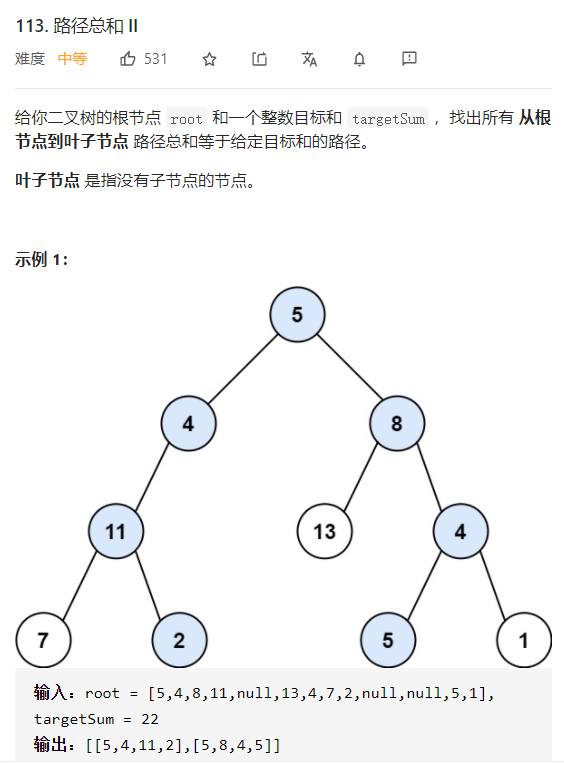 113. 路径总和 II
难度 中等 531
给你二叉树的根节点 root 和一个整数目标和 targetSum ，找出所有 从根
节点到叶子节点 路径总和等于给定目标和的路径。
叶子节点 是指没有子节点的节点。
示例 1：
5
4 8
11 13 4
7 2 5 1
输入：root = [5,4,8,11,null,13,4,7,2,null,null,5,1],
targetSum = 22
输出：[[5,4,11,2],[5,8,4,5]]